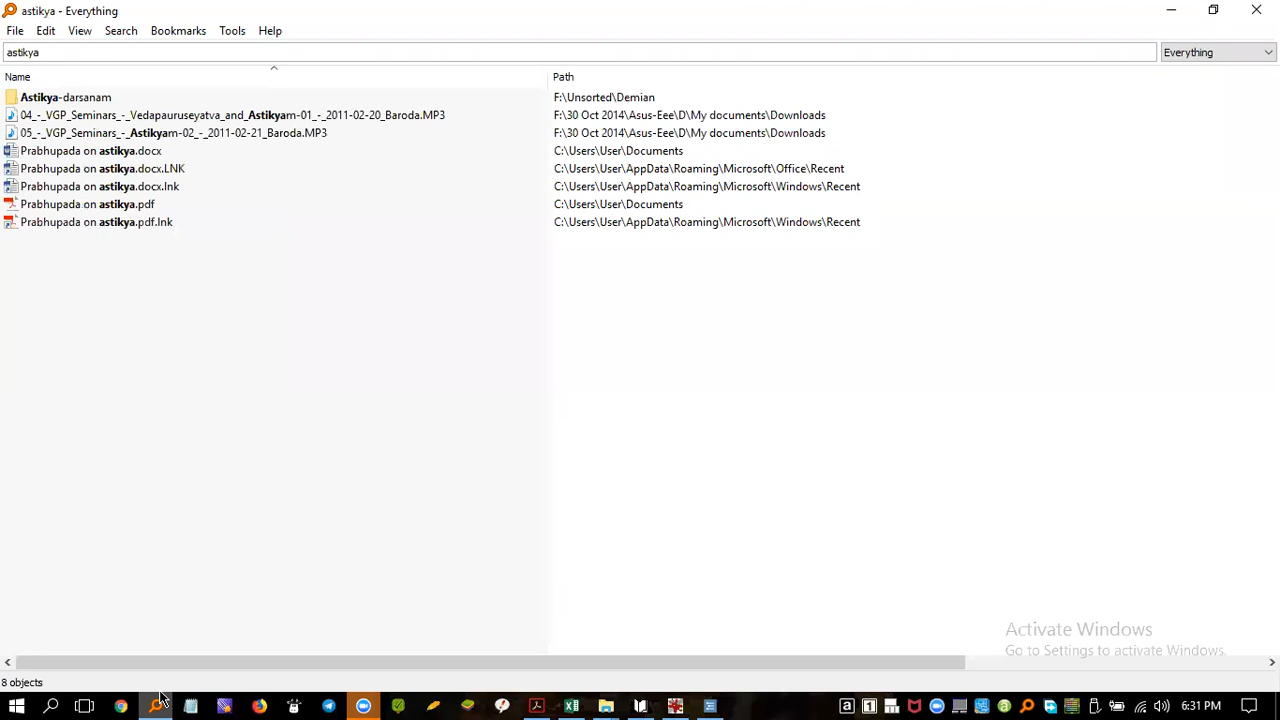 astikya - Everything
File Edit View Search Bookmarks Tools Help
astikya Everything
Name Path
Astikya-darsanam F:\Unsorted\Demian
04_-_VGP_Seminars_-_Vedapauruseyatva_and_Astikyam-01_-_2011-02-20_Baroda.MP3 F:\30 Oct 2014\Asus-Eee\D\My documents\Downloads
05_-_VGP_Seminars_-_Astikyam-02_-_2011-02-21_Baroda.MP3 F:\30 Oct 2014\Asus-Eee\D\My documents\Downloads
Prabhupada on astikya.docx C:\Users\User\Documents
Prabhupada on astikya.docx.LNK C:\Users\User\AppData\Roaming\Microsoft\Office\Recent
Prabhupada on astikya.docx.lnk C:\Users\User\AppData\Roaming\Microsoft\Windows\Recent
Prabhupada on astikya.pdf C:\Users\User\Documents
Prabhupada on astikya.pdf.lnk C:\Users\User\AppData\Roaming\Microsoft\Windows\Recent
Activate Windows
Go to Settings to activate Windows.
8 objects
6:31 PM